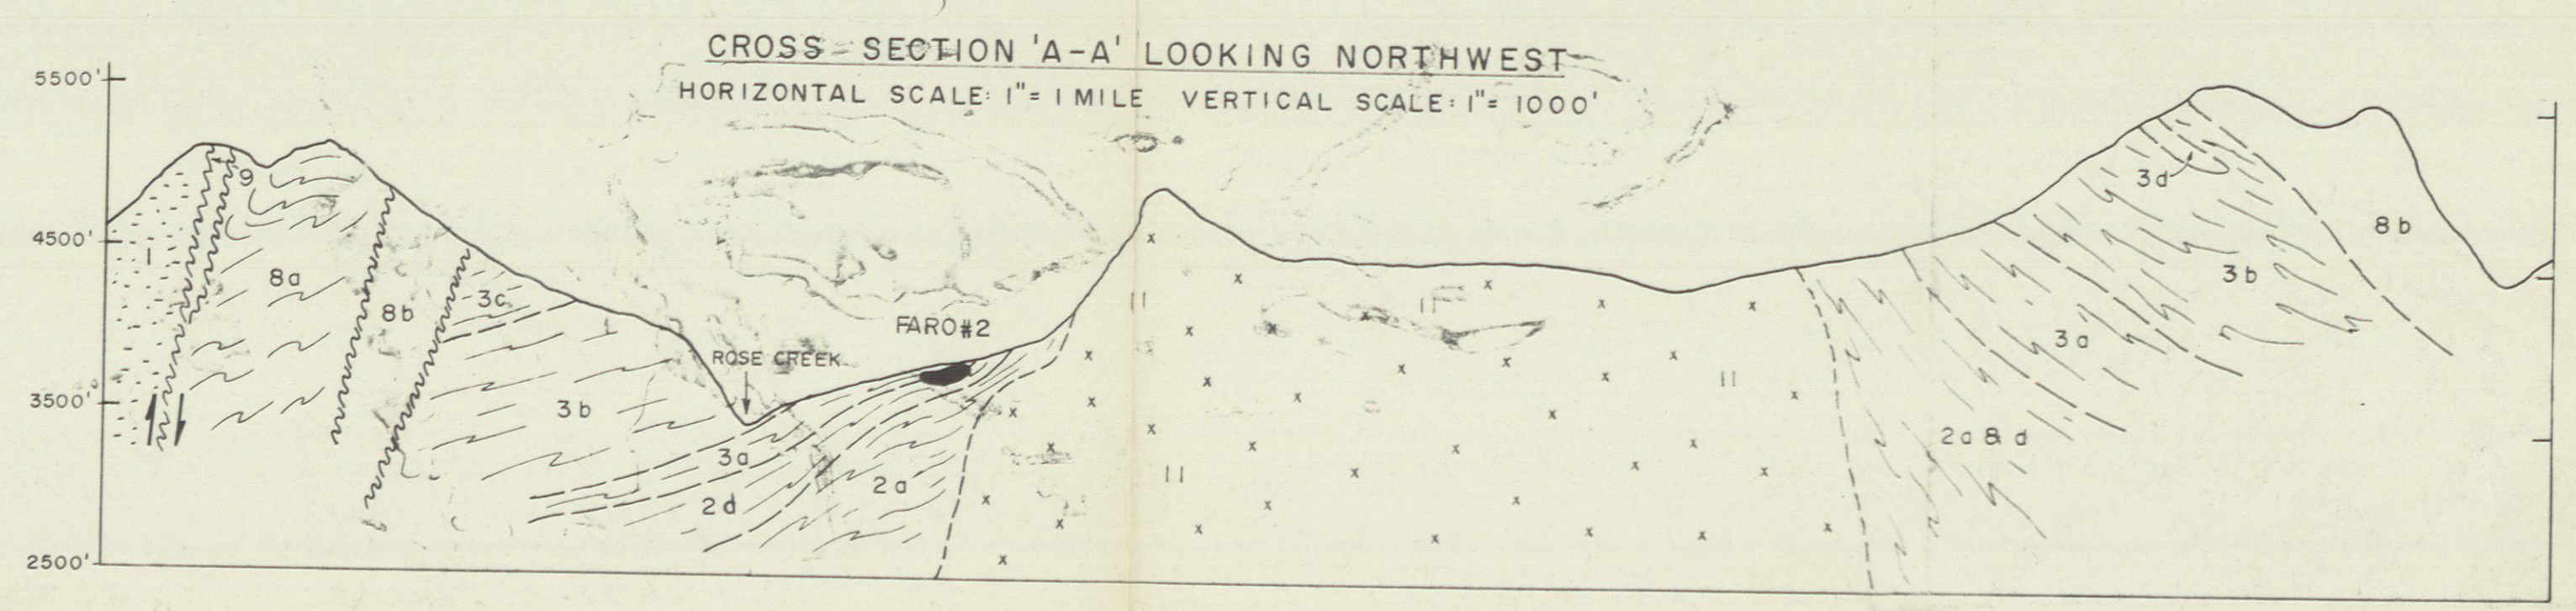 CROSS-SECTION 'A-A' LOOKING NORTHWEST
HORIZONTAL SCALE: 1"= 1 MILE VERTICAL SCALE: 1"= 1000'
5500'
4500'
3500'
2500'
1
9
8a
8b
3c
3b
ROSE CREEK
FARO#2
3a
2d
2a
11
11
11
11
3d
8b
3b
3a
2a & d